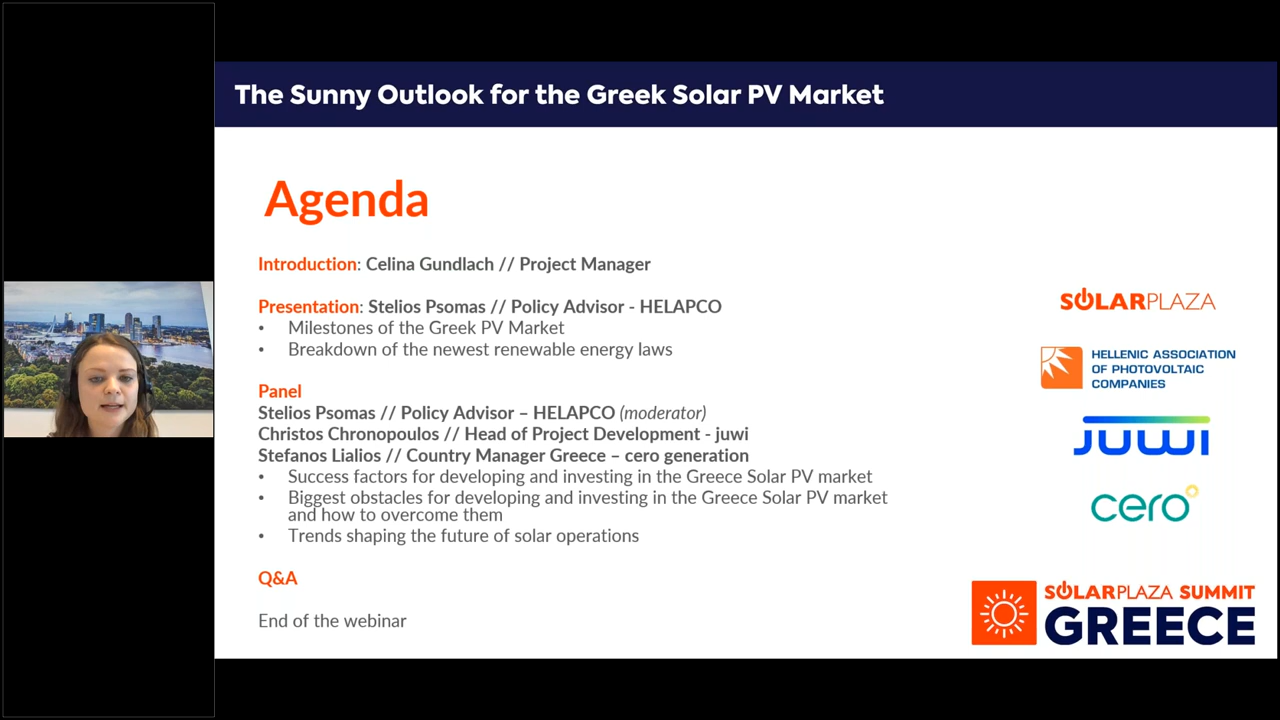 The Sunny Outlook for the Greek Solar PV Market
Agenda
Introduction: Celina Gundlach // Project Manager
Presentation: Stelios Psomas // Policy Advisor - HELAPCO
• Milestones of the Greek PV Market
• Breakdown of the newest renewable energy laws
Panel
Stelios Psomas // Policy Advisor – HELAPCO (moderator)
Christos Chronopoulos // Head of Project Development - juwi
Stefanos Lialios // Country Manager Greece – cero generation
• Success factors for developing and investing in the Greece Solar PV market
• Biggest obstacles for developing and investing in the Greece Solar PV market
and how to overcome them
• Trends shaping the future of solar operations
Q&A
End of the webinar
SOLARPLAZA
HELLENIC ASSOCIATION
OF PHOTOVOLTAIC
COMPANIES
JUWI
cero
SOLARPLAZA SUMMIT
GREECE